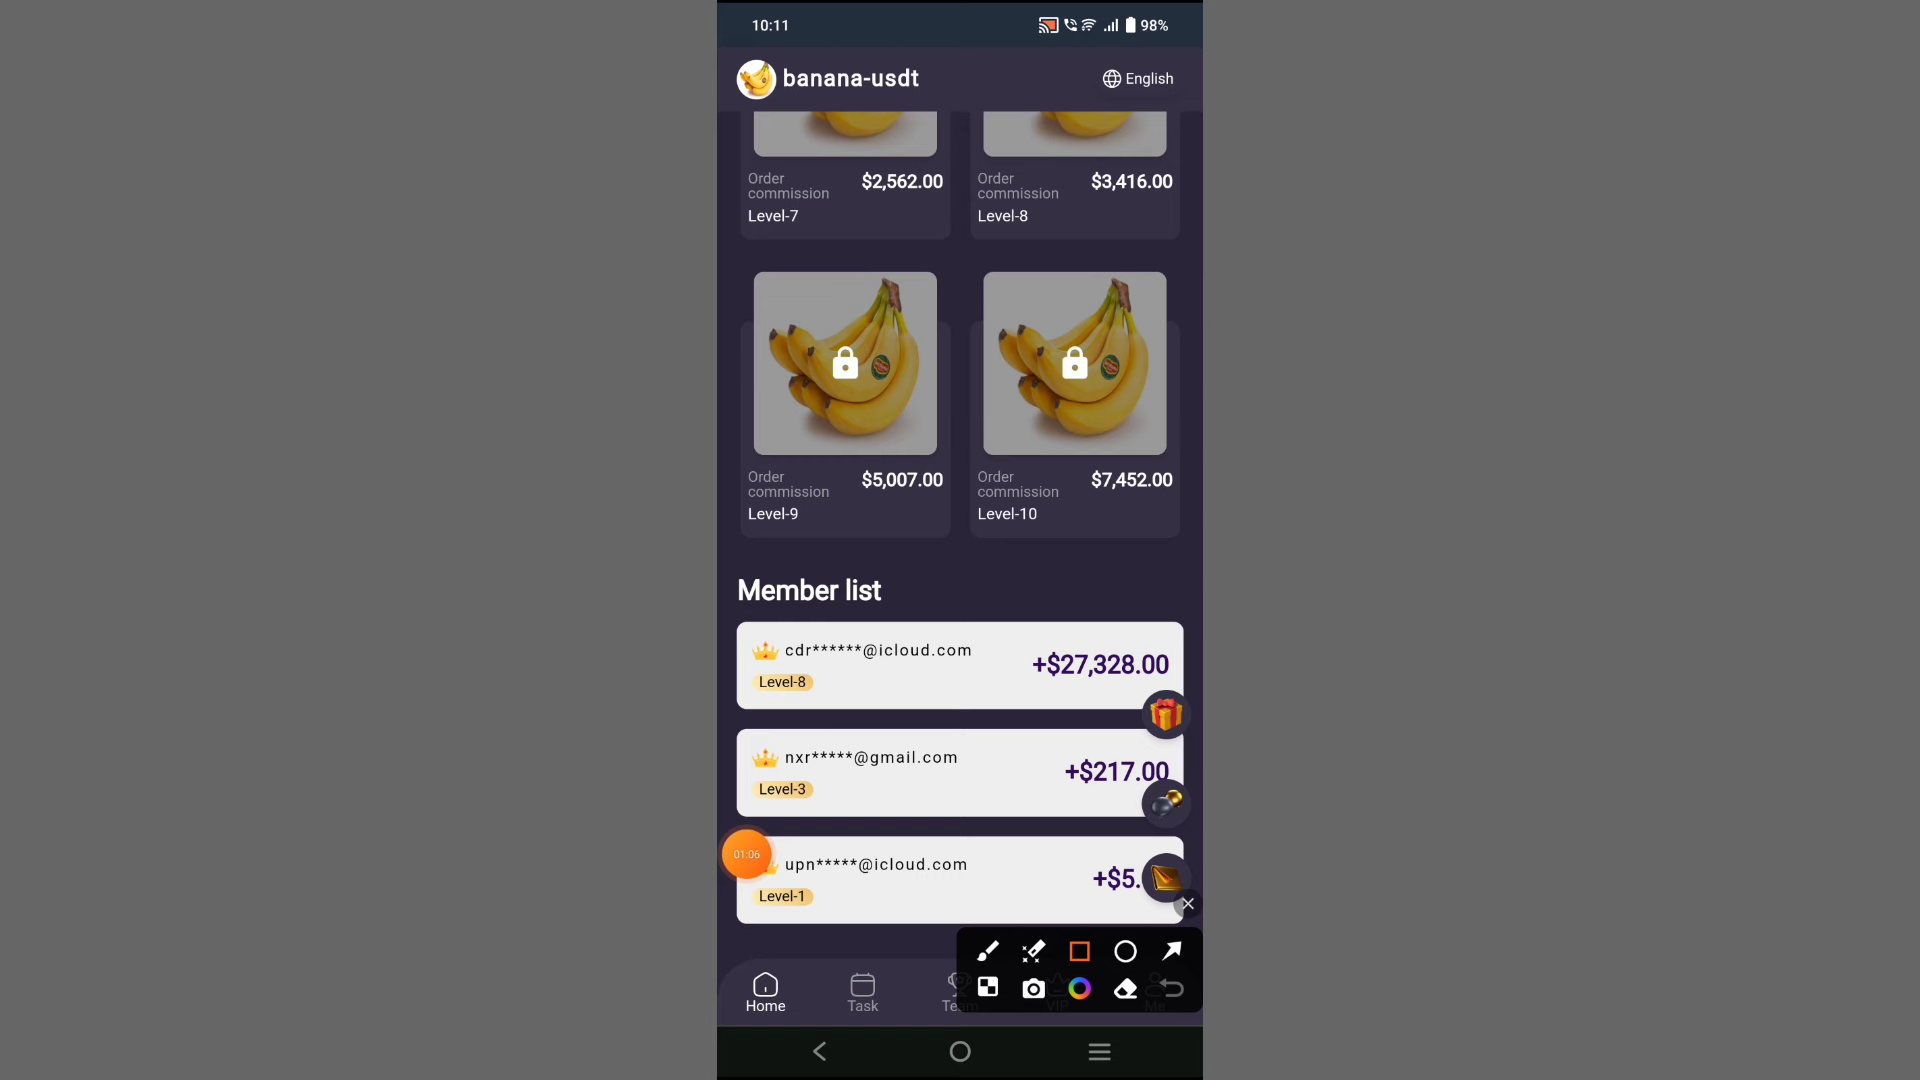 10:11
98%
banana-usdt
English
Order commission
$2,562.00
Level-7
Order commission
$3,416.00
Level-8
Order commission
$5,007.00
Level-9
Order commission
$7,452.00
Level-10
Member list
cdr******@icloud.com
+$27,328.00
Level-8
nxr*****@gmail.com
+$217.00
Level-3
01:06
upn*****@icloud.com
+$5.
Level-1
Home
Task
Team
VIP
Me